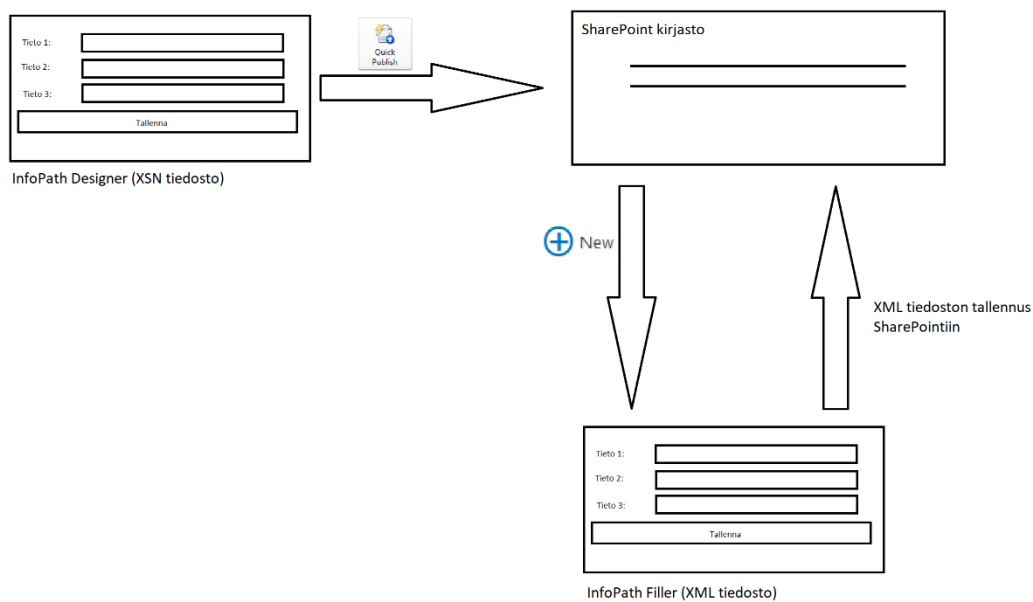 Tieto 1:
Tieto 2:
Tieto 3:
Tallenna
InfoPath Designer (XSN tiedosto)
Quick
Publish
SharePoint kirjasto
New
XML tiedoston tallennus
SharePointiin
Tieto 1:
Tieto 2:
Tieto 3:
Tallenna
InfoPath Filler (XML tiedosto)